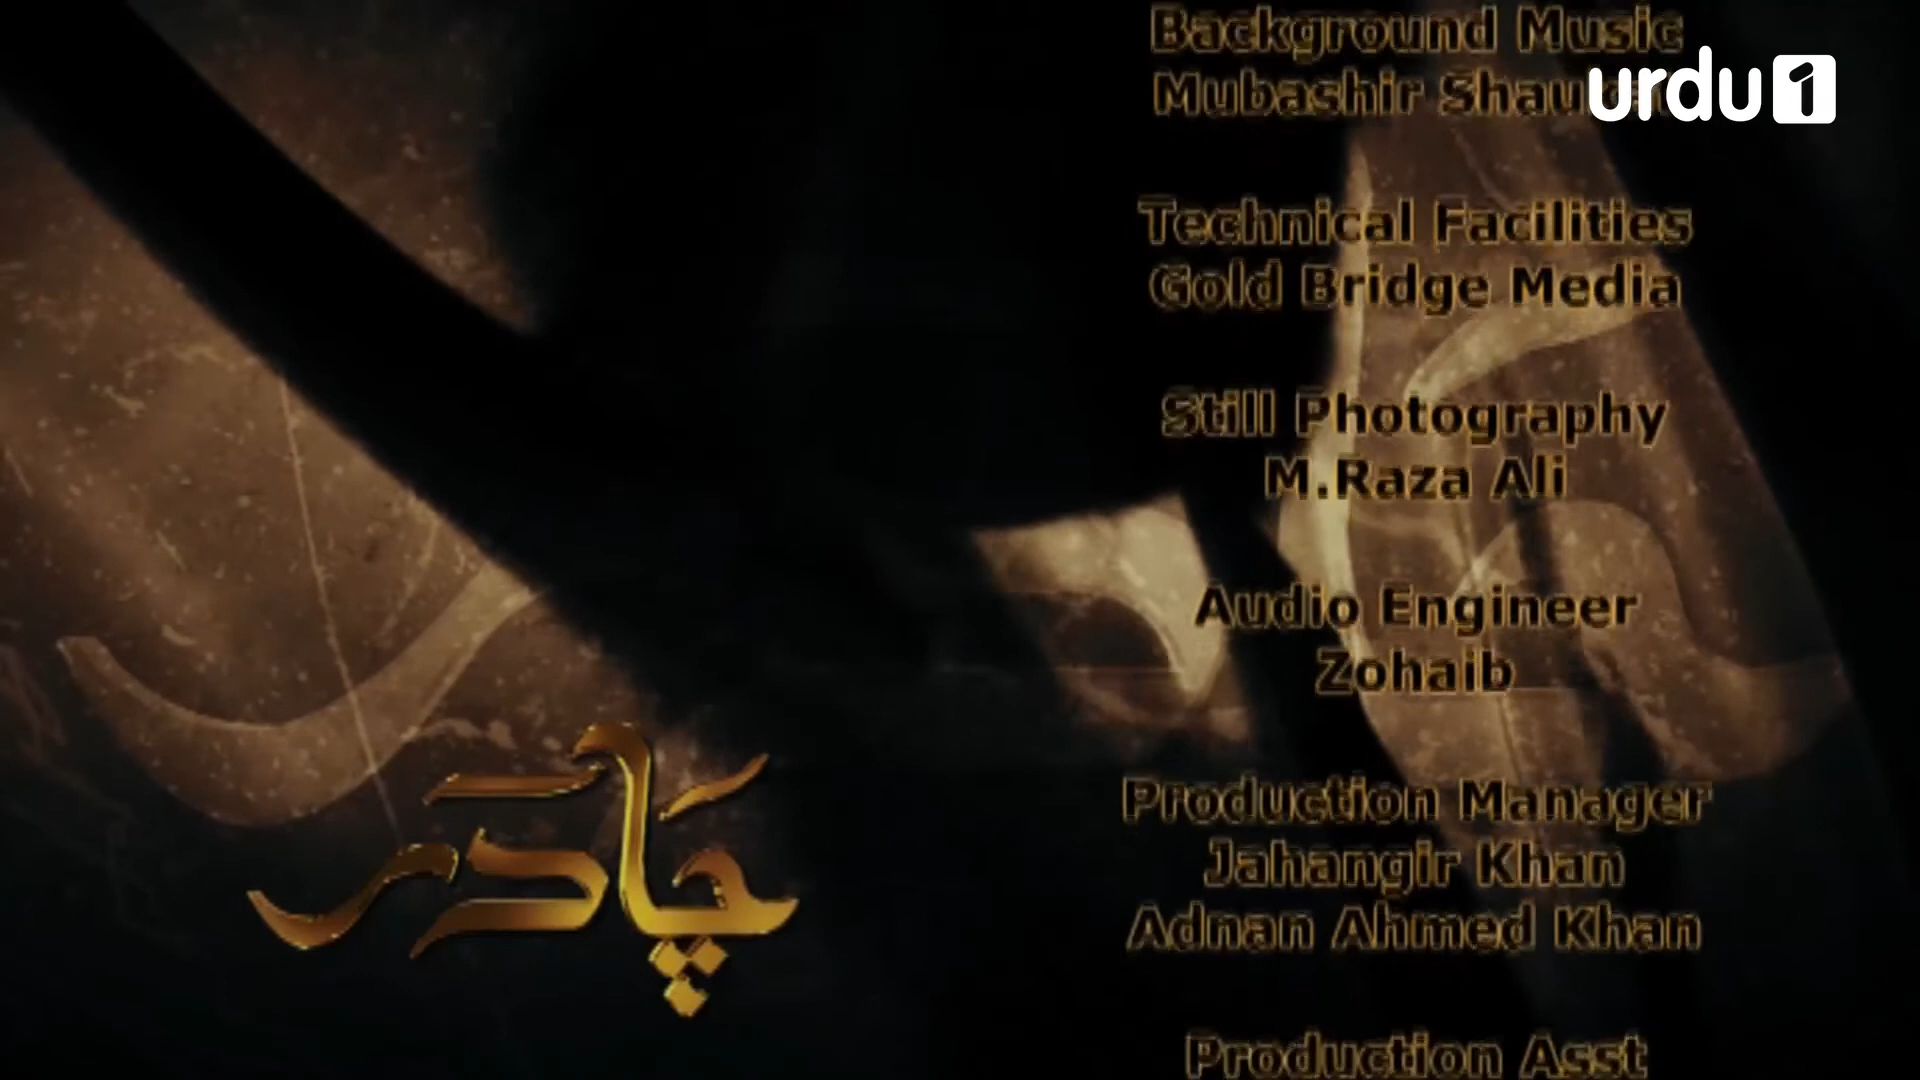 Background Music
Mubashir
urdu1
Technical Facilities
Gold Bridge Media
Still Photography
M.Raza Ali
Audio Engineer
Zohaib
چادر
Production Manager
Jahangir Khan
Adnan Ahmed Khan
Production Asst